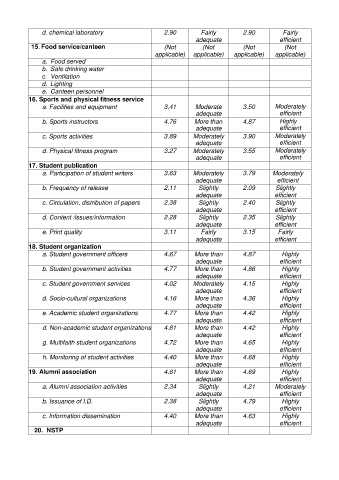 d. chemical laboratory 2.90 Fairly adequate 2.90 Fairly efficient
15. Food service/canteen (Not applicable) (Not applicable) (Not applicable) (Not applicable)
a. Food served
b. Safe drinking water
c. Ventilation
d. Lighting
e. Canteen personnel
16. Sports and physical fitness service
a. Facilities and equipment 3.41 Moderate adequate 3.50 Moderately efficient
b. Sports instructors 4.76 More than adequate 4.87 Highly efficient
c. Sports activities 3.89 Moderately adequate 3.90 Moderately efficient
d. Physical fitness program 3.27 Moderately adequate 3.55 Moderately efficient
17. Student publication
a. Participation of student writers 3.63 Moderately adequate 3.79 Moderately efficient
b. Frequency of release 2.11 Slightly adequate 2.09 Slightly efficient
c. Circulation, distribution of papers 2.38 Slightly adequate 2.40 Slightly efficient
d. Content /issues/information 2.28 Slightly adequate 2.35 Slightly efficient
e. Print quality 3.11 Fairly adequate 3.15 Fairly efficient
18. Student organization
a. Student government officers 4.67 More than adequate 4.87 Highly efficient
b. Student government activities 4.77 More than adequate 4.86 Highly efficient
c. Student government services 4.02 Moderately adequate 4.15 Highly efficient
d. Socio-cultural organizations 4.16 More than adequate 4.36 Highly efficient
e. Academic student organizations 4.77 More than adequate 4.42 Highly efficient
d. Non-academic student organizations 4.81 More than adequate 4.42 Highly efficient
g. Multifaith student organizations 4.72 More than adequate 4.65 Highly efficient
h. Monitoring of student activities 4.40 More than adequate 4.68 Highly efficient
19. Alumni association 4.61 More than adequate 4.69 Highly efficient
a. Alumni association activities 2.34 Slightly adequate 4.21 Moderately efficient
b. Issuance of I.D. 2.38 Slightly adequate 4.79 Highly efficient
c. Information dissemination 4.40 More than adequate 4.63 Highly efficient
20. NSTP